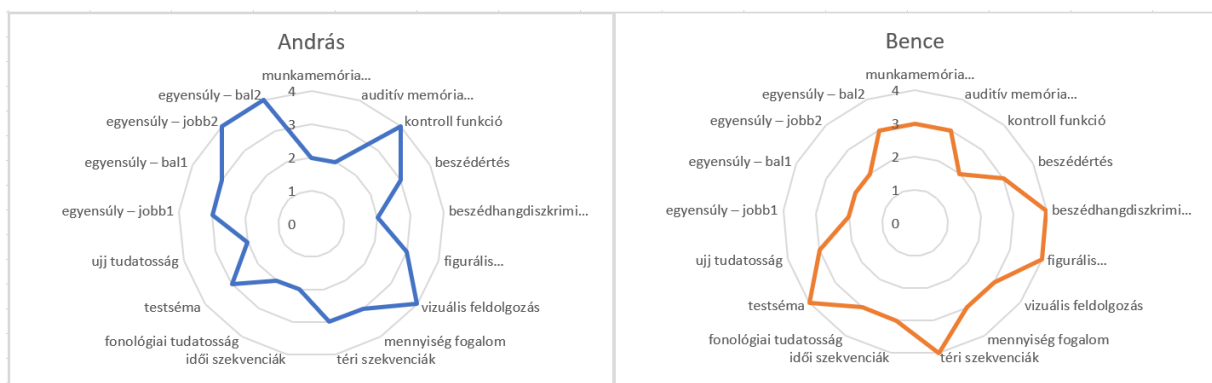 András
munkamemória...
auditív memória...
kontroll funkció
beszédértés
beszédhangdiszkrimi...
figurális...
vizuális feldolgozás
mennyiség fogalom
téri szekvenciák
idői szekvenciák
fonológiai tudatosság
testséma
ujj tudatosság
egyensúly – jobb1
egyensúly – bal1
egyensúly – jobb2
egyensúly – bal2
4
3
2
1
0
Bence
munkamemória...
auditív memória...
kontroll funkció
beszédértés
beszédhangdiszkrimi...
figurális...
vizuális feldolgozás
mennyiség fogalom
téri szekvenciák
idői szekvenciák
fonológiai tudatosság
testséma
ujj tudatosság
egyensúly – jobb1
egyensúly – bal1
egyensúly – jobb2
egyensúly – bal2
4
3
2
1
0